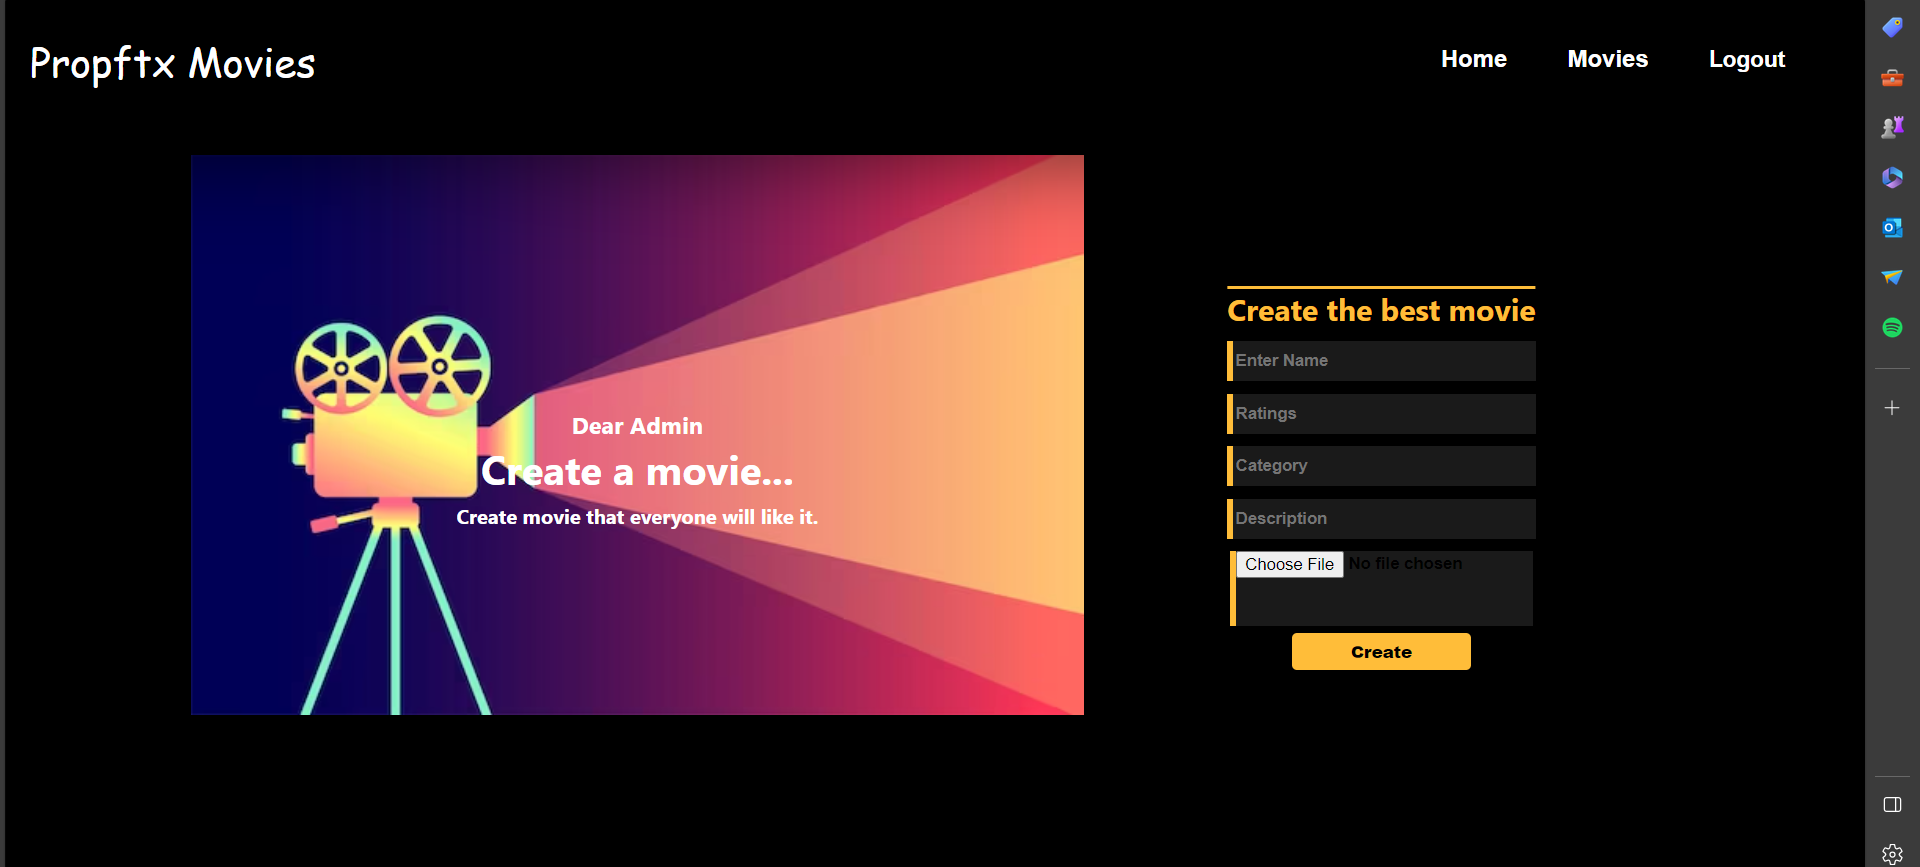 Propftx Movies
Home Movies Logout
Dear Admin
Create a movie...
Create movie that everyone will like it.
Create the best movie
Enter Name
Ratings
Category
Description
Choose File No file chosen
Create